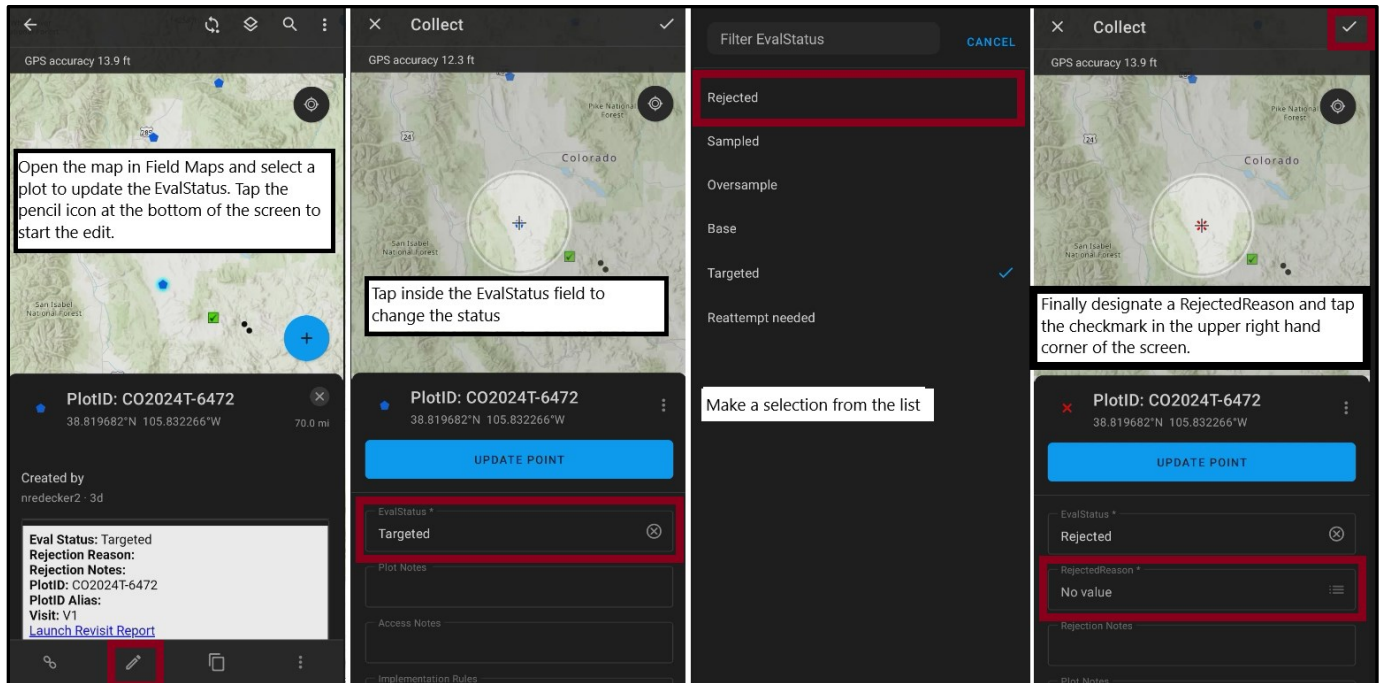 GPS accuracy 13.9 ft
285
Open the map in Field Maps and select a
plot to update the EvalStatus. Tap the
pencil icon at the bottom of the screen to
start the edit.
San Isabel
National Forest
+
PlotID: CO2024T-6472
38.819682°N 105.832266°W
70.0 mi
Created by
nredecker2 · 3d
Eval Status: Targeted
Rejection Reason:
Rejection Notes:
PlotID: CO2024T-6472
PlotID Alias:
Visit: V1
Launch Revisit Report
Collect
GPS accuracy 12.3 ft
Pike National
Forest
24
Colorado
San Isabel
National Forest
Tap inside the EvalStatus field to
change the status
PlotID: CO2024T-6472
38.819682°N 105.832266°W
UPDATE POINT
EvalStatus *
Targeted
Plot Notes
Access Notes
Implementation Rules
Filter EvalStatus
CANCEL
Rejected
Sampled
Oversample
Base
Targeted
Reattempt needed
Make a selection from the list
Collect
GPS accuracy 13.9 ft
Pike National
Forest
24
Colorado
San Isabel
National Forest
Finally designate a RejectedReason and tap
the checkmark in the upper right hand
corner of the screen.
PlotID: CO2024T-6472
38.819682°N 105.832266°W
UPDATE POINT
EvalStatus *
Rejected
RejectedReason *
No value
Rejection Notes
Plot Notes